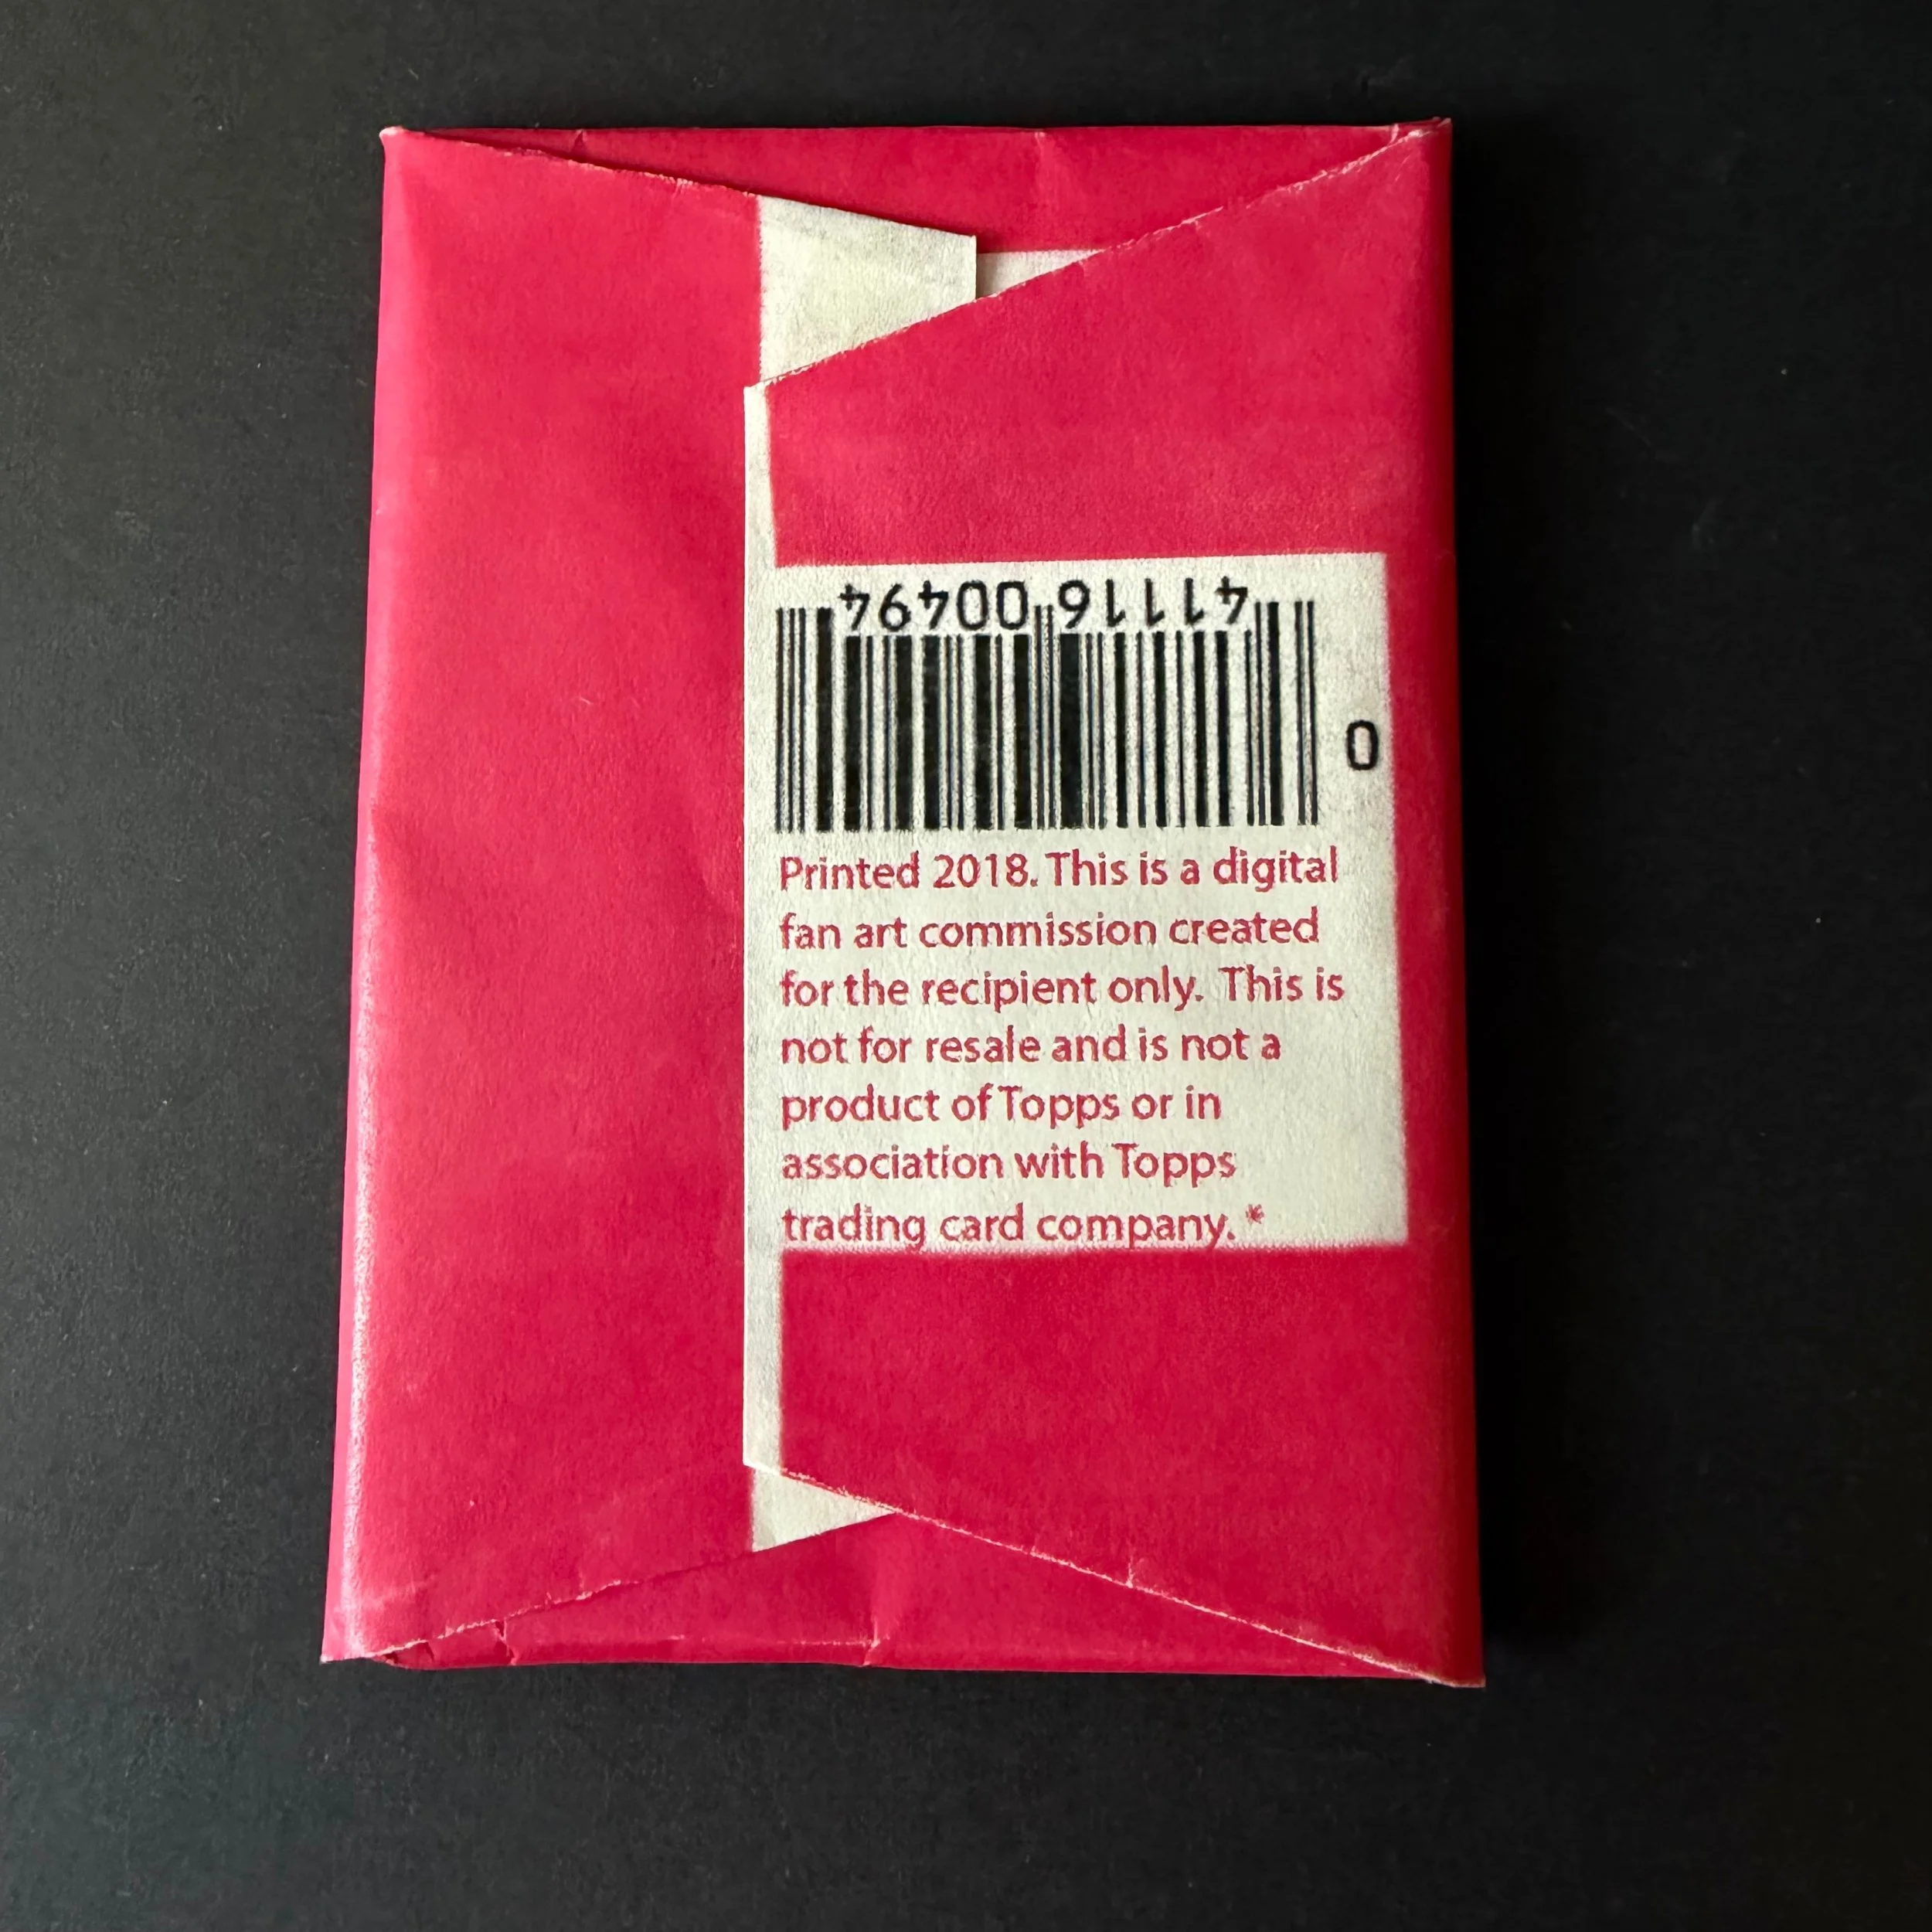 0 41116 00494
Printed 2018. This is a digital
fan art commission created
for the recipient only. This is
not for resale and is not a
product of Topps or in
association with Topps
trading card company. *